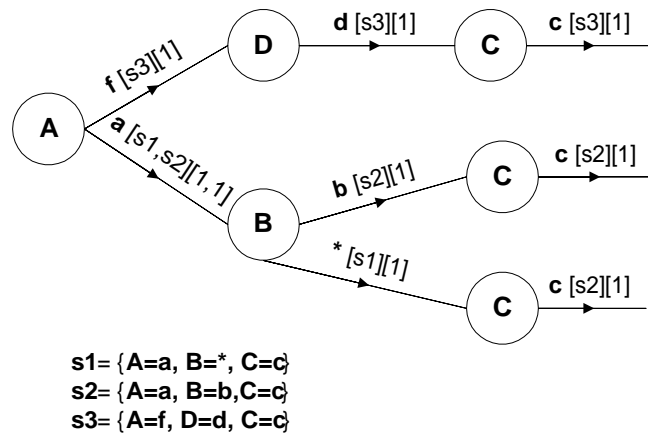 D
d [s3][1]
C
c [s3][1]
f [s3][1]
A
a [s1,s2][1,1]
B
b [s2][1]
C
c [s2][1]
* [s1][1]
C
c [s2][1]
s1= {A=a, B=*, C=c}
s2= {A=a, B=b,C=c}
s3= {A=f, D=d, C=c}